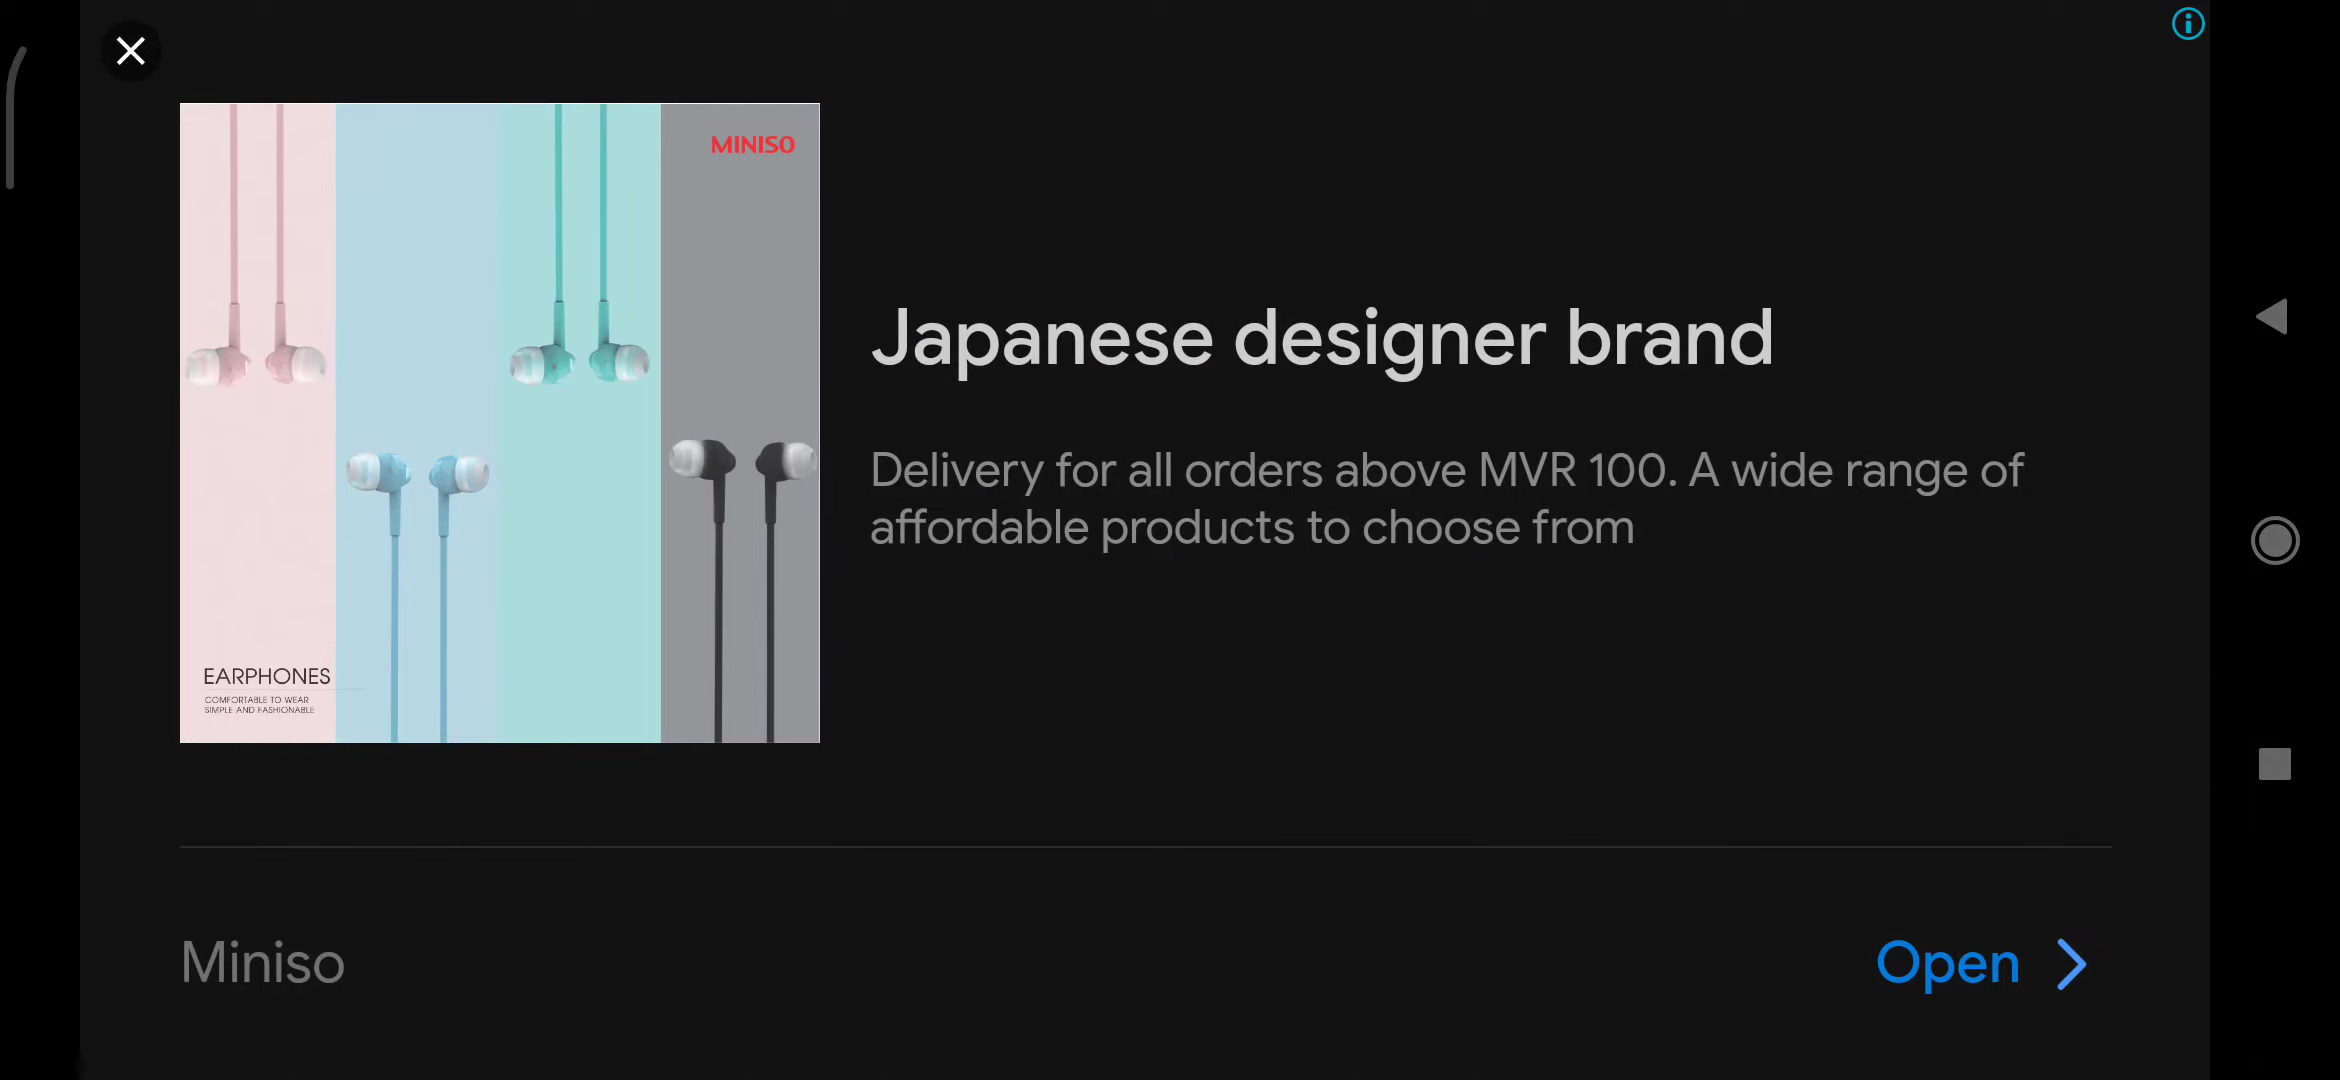 MINISO
EARPHONES
COMFORTABLE TO WEAR
SIMPLE AND FASHIONABLE
Japanese designer brand
Delivery for all orders above MVR 100. A wide range of
affordable products to choose from
Miniso
Open